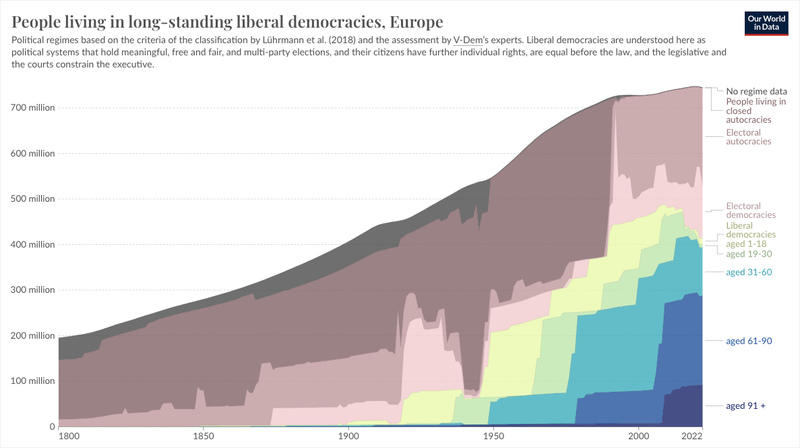 People living in long-standing liberal democracies, Europe
Our World
in Data
Political regimes based on the criteria of the classification by Lührmann et al. (2018) and the assessment by V-Dem's experts. Liberal democracies are understood here as
political systems that hold meaningful, free and fair, and multi-party elections, and their citizens have further individual rights, are equal before the law, and the legislative and
the courts constrain the executive.
700 million
600 million
500 million
400 million
300 million
200 million
100 million
0
1800
1850
1900
1950
2000
2022
No regime data
People living in
closed
autocracies
Electoral
autocracies
Electoral
democracies
Liberal
democracies
aged 1-18
aged 19-30
aged 31-60
aged 61-90
aged 91 +